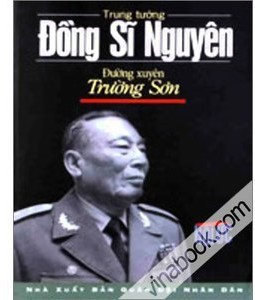 Trung tướng
Đồng Sĩ Nguyên
Đường xuyên
Trường Sơn
NHÀ XUẤT BẢN QUÂN ĐỘI NHÂN DÂN
vinabook.com